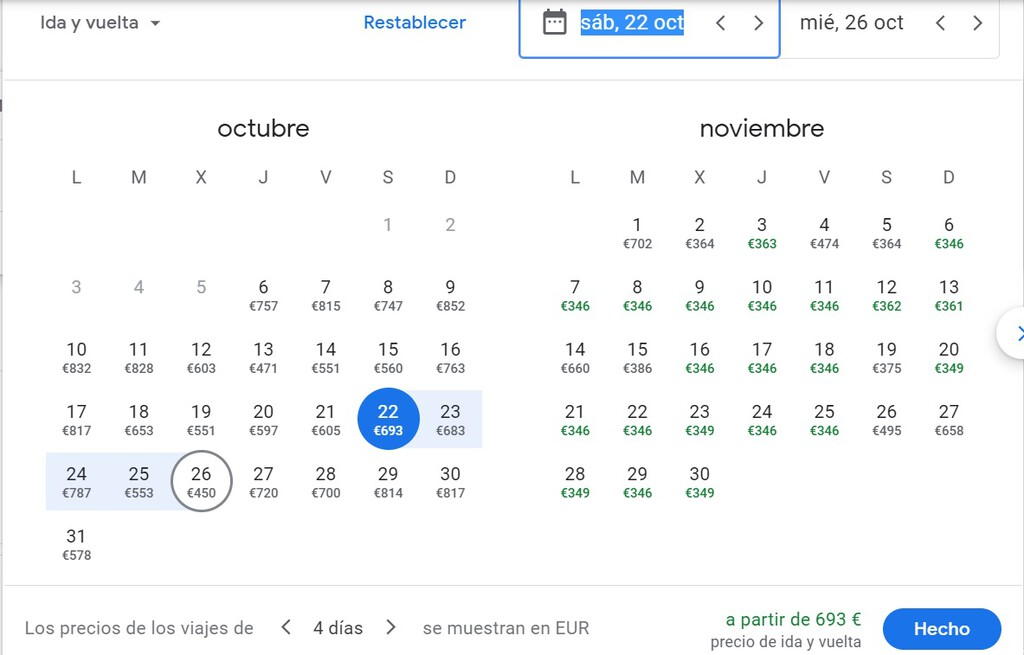 Ida y vuelta Restablecer sáb, 22 oct mié, 26 oct
octubre noviembre
L M X J V S D L M X J V S D
1 2 1 2 3 4 5 6
€702 €364 €363 €474 €364 €346
3 4 5 6 7 8 9 7 8 9 10 11 12 13
€757 €815 €747 €852 €346 €346 €346 €346 €346 €362 €361
10 11 12 13 14 15 16 14 15 16 17 18 19 20
€832 €828 €603 €471 €551 €560 €763 €660 €386 €346 €346 €346 €375 €349
17 18 19 20 21 22 23 21 22 23 24 25 26 27
€817 €653 €551 €597 €605 €693 €683 €346 €346 €349 €346 €346 €495 €658
24 25 26 27 28 29 30 28 29 30
€787 €553 €450 €720 €700 €814 €817 €349 €346 €349
31
€578
Los precios de los viajes de 4 días se muestran en EUR a partir de 693 € Hecho
precio de ida y vuelta